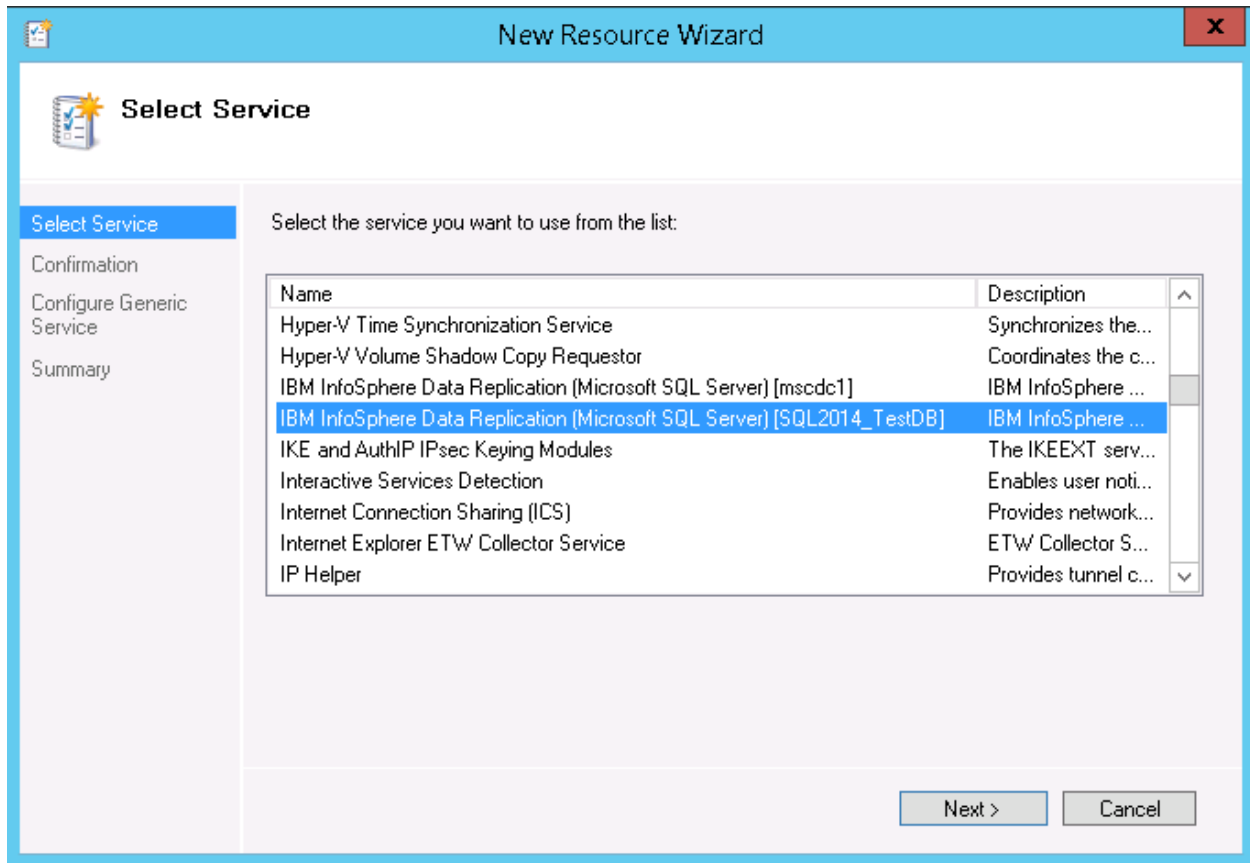 New Resource Wizard
x
Select Service
Select Service
Confirmation
Configure Generic
Service
Summary
Select the service you want to use from the list:
Name Description
Hyper-V Time Synchronization Service Synchronizes the...
Hyper-V Volume Shadow Copy Requestor Coordinates the c...
IBM InfoSphere Data Replication (Microsoft SQL Server) [mscdc1] IBM InfoSphere ...
IBM InfoSphere Data Replication (Microsoft SQL Server) [SQL2014_TestDB] IBM InfoSphere ...
IKE and AuthIP IPsec Keying Modules The IKEEXT serv...
Interactive Services Detection Enables user noti...
Internet Connection Sharing (ICS) Provides network...
Internet Explorer ETW Collector Service ETW Collector S...
IP Helper Provides tunnel c...
Next > Cancel